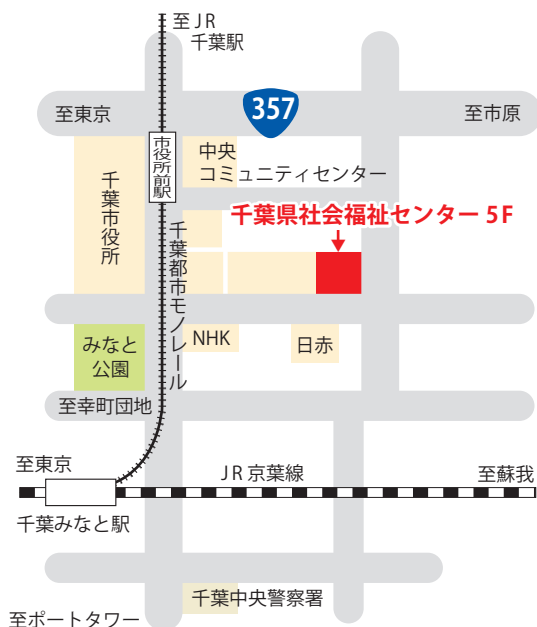 至JR
千葉駅
至東京
357
至市原
市役所前駅
中央
コミュニティセンター
千葉市役所
千葉県社会福祉センター 5F
千葉都市モノレール
みなと
公園
NHK
日赤
至幸町団地
至東京
JR京葉線
至蘇我
千葉みなと駅
千葉中央警察署
至ポートタワー